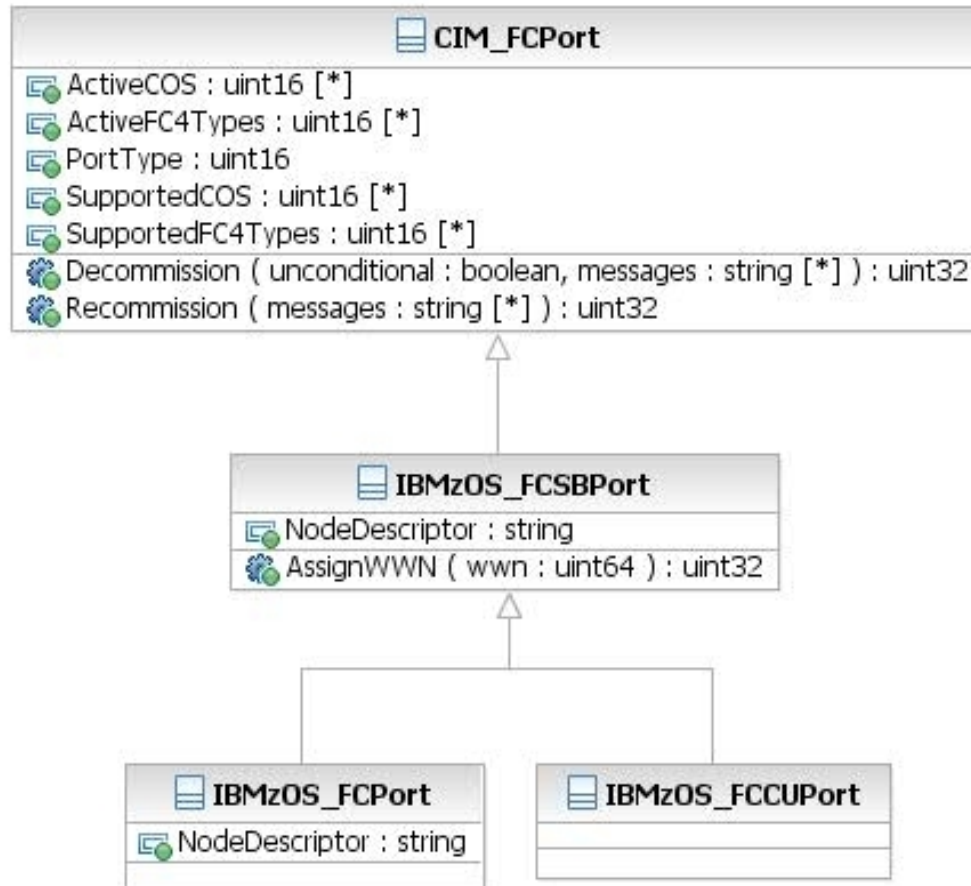 CIM_FCPort
ActiveCOS : uint16 [*]
ActiveFC4Types : uint16 [*]
PortType : uint16
SupportedCOS : uint16 [*]
SupportedFC4Types : uint16 [*]
Decommission ( unconditional : boolean, messages : string [*] ) : uint32
Recommission ( messages : string [*] ) : uint32
IBMzOS_FCSBPort
NodeDescriptor : string
AssignWWN ( wwn : uint64 ) : uint32
IBMzOS_FCPort
NodeDescriptor : string
IBMzOS_FCCUPort